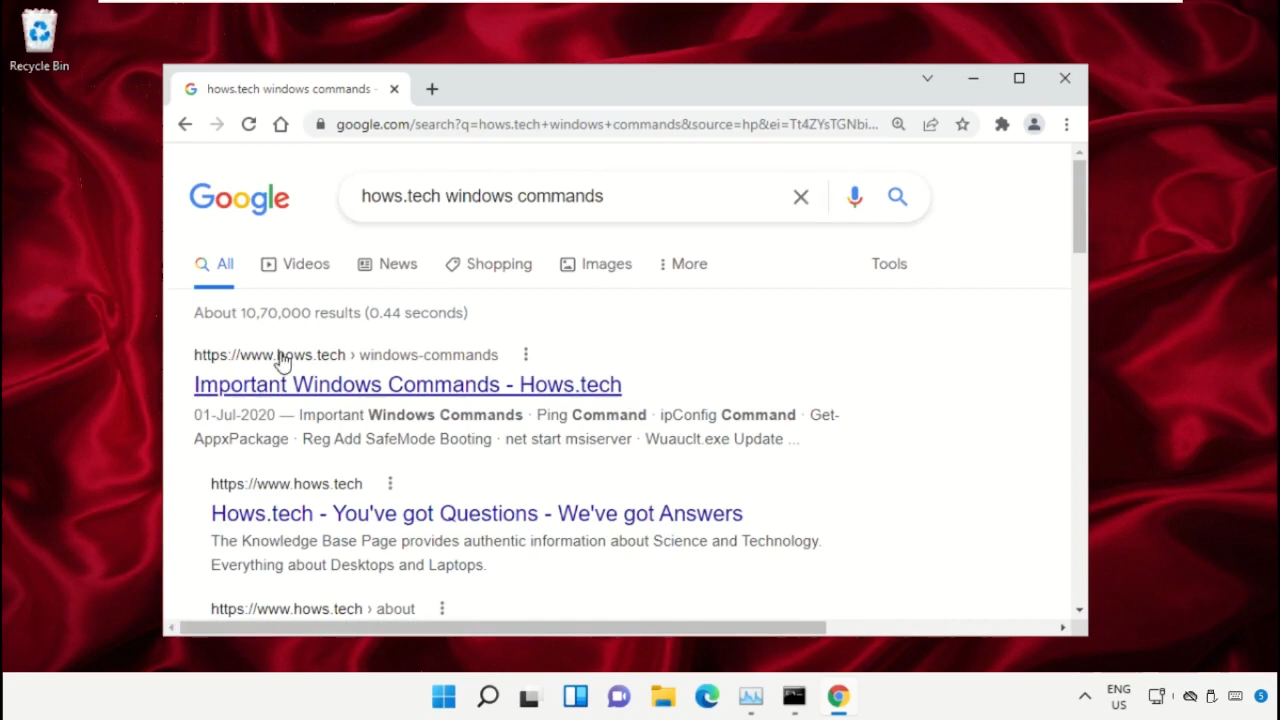 Recycle Bin
hows.tech windows commands -
google.com/search?q=hows.tech+windows+commands&source=hp&ei=Tt4ZYsTGNbi...
Google
hows.tech windows commands
All Videos News Shopping Images More Tools
About 10,70,000 results (0.44 seconds)
https://www.hows.tech › windows-commands
Important Windows Commands - Hows.tech
01-Jul-2020 — Important Windows Commands · Ping Command · ipConfig Command · Get-
AppxPackage · Reg Add SafeMode Booting · net start msiserver · Wuauclt.exe Update ...
https://www.hows.tech
Hows.tech - You've got Questions - We've got Answers
The Knowledge Base Page provides authentic information about Science and Technology.
Everything about Desktops and Laptops.
https://www.hows.tech › about
ENG
US
5